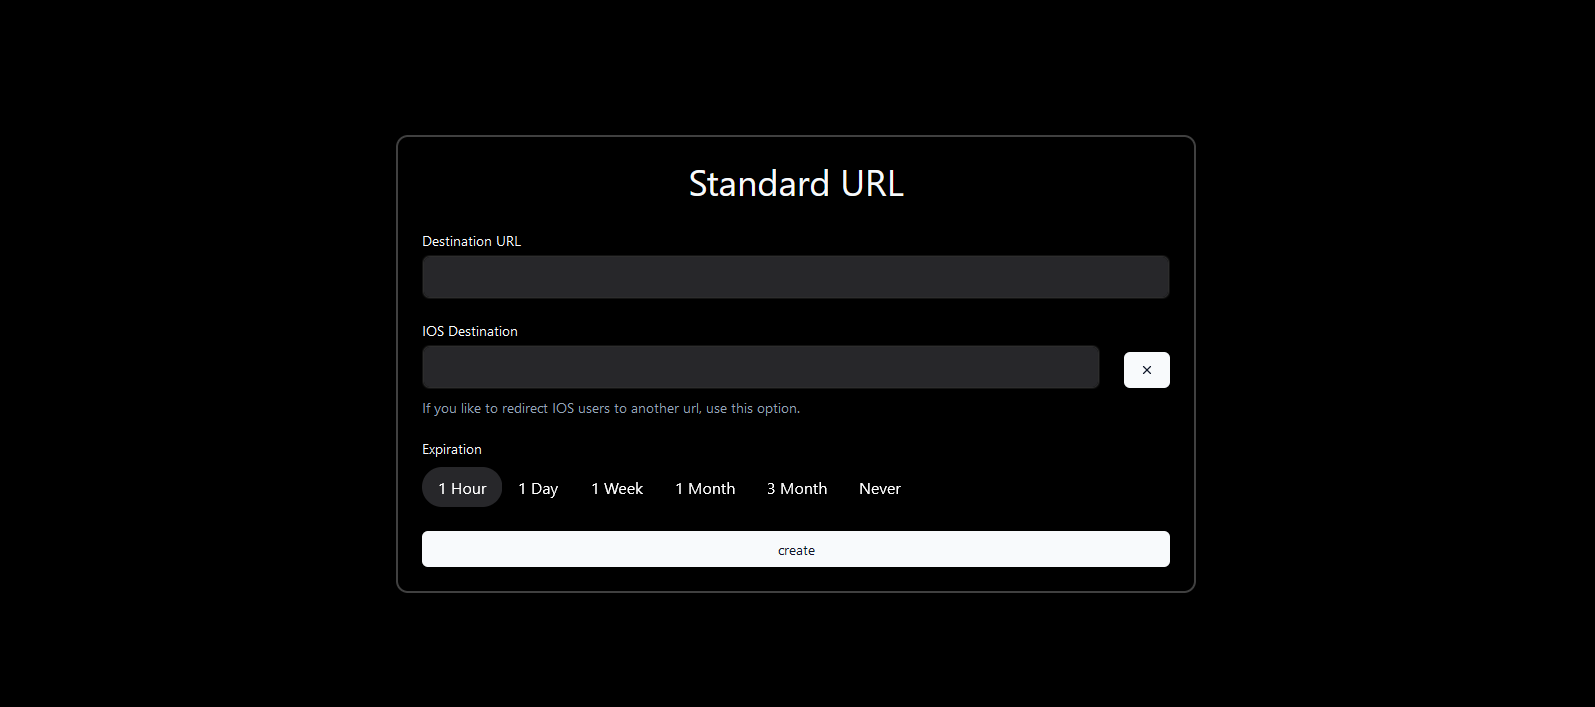 Standard URL
Destination URL
IOS Destination
If you like to redirect IOS users to another url, use this option.
Expiration
1 Hour 1 Day 1 Week 1 Month 3 Month Never
create